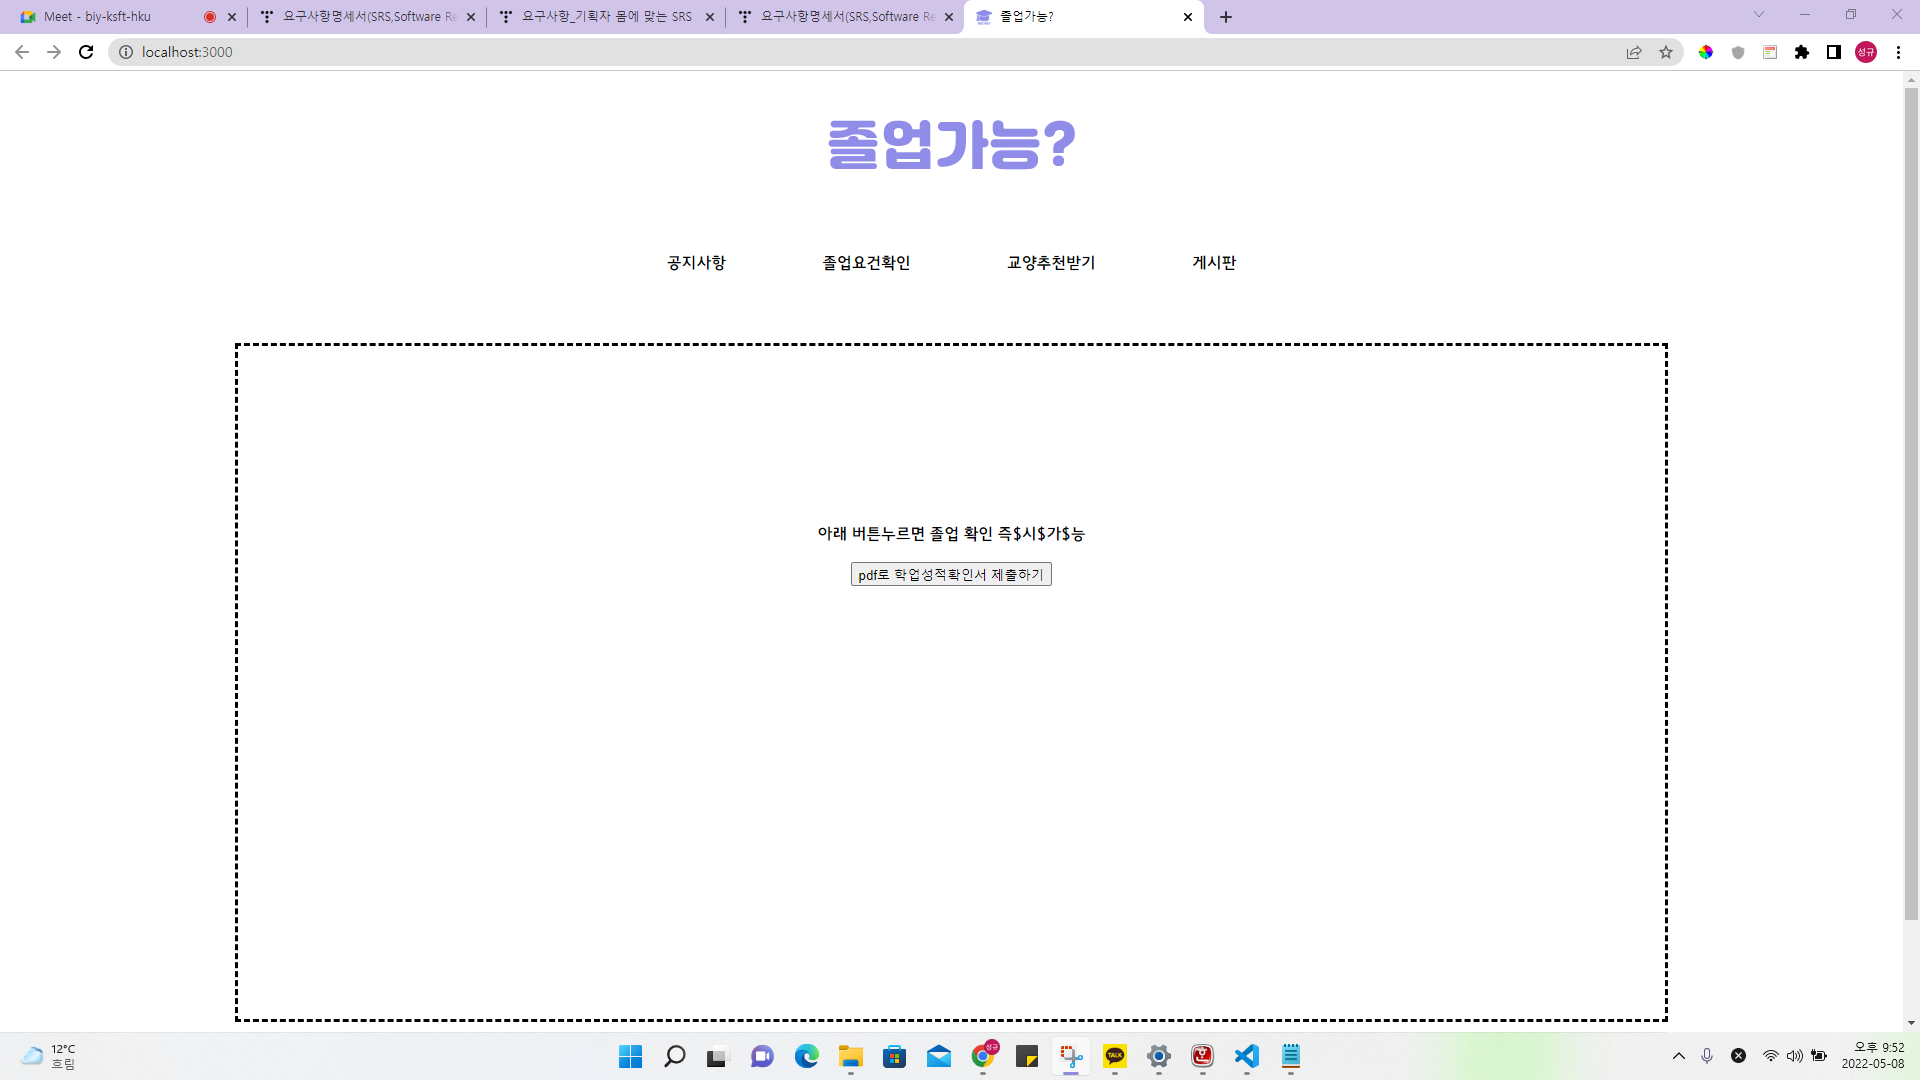 Meet - biy-ksft-hku
요구사항명세서(SRS,Software Re
요구사항_기획자 몸에 맞는 SRS
요구사항명세서(SRS,Software Re
졸업가능?
localhost:3000
성규
졸업가능?
공지사항 졸업요건확인 교양추천받기 게시판
아래 버튼누르면 졸업 확인 즉$시$가$능
pdf로 학업성적확인서 제출하기
12°C
흐림
성규
TALK
오후 9:52
2022-05-08